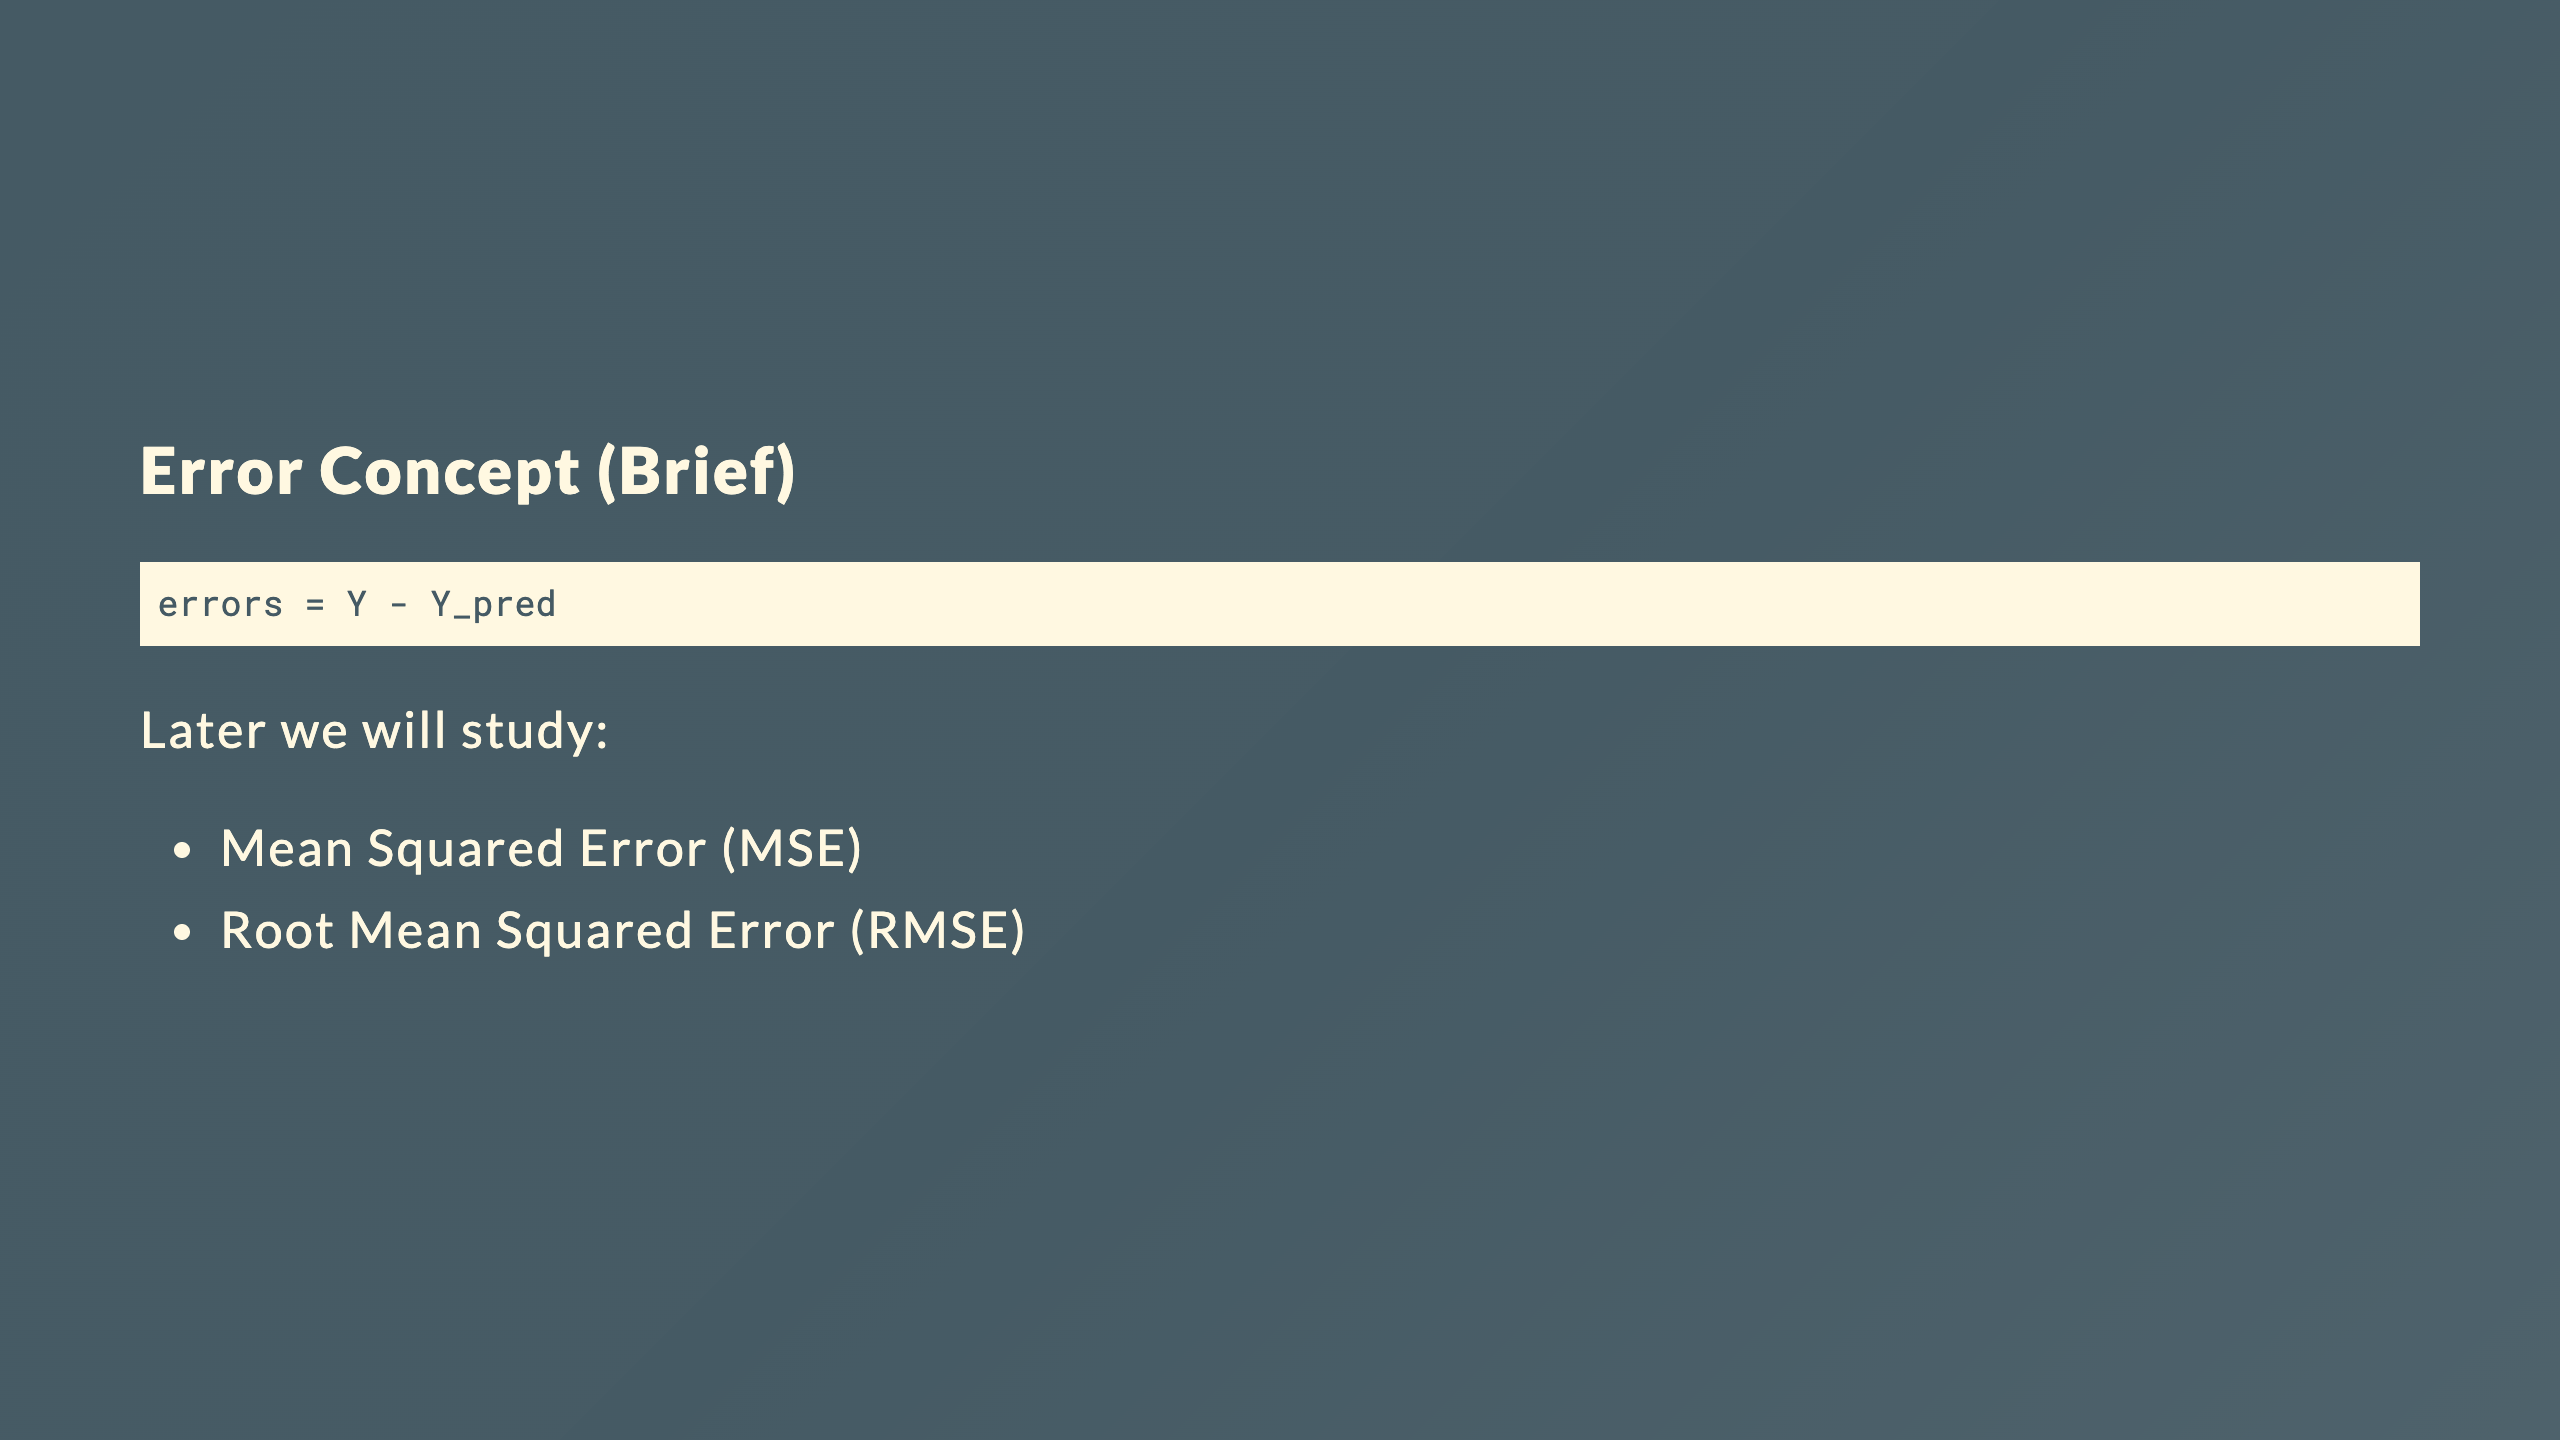 Error Concept (Brief)
errors = Y - Y_pred
Later we will study:
• Mean Squared Error (MSE)
• Root Mean Squared Error (RMSE)